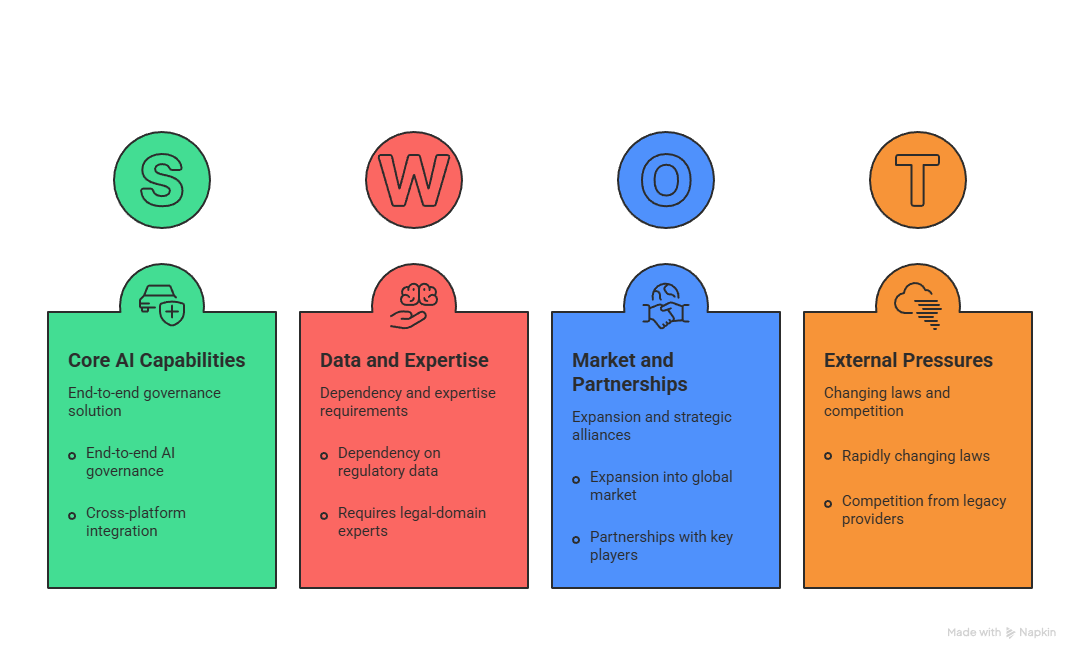 S
W
O
T
Core AI Capabilities
End-to-end governance
solution
End-to-end AI
governance
Cross-platform
integration
Data and Expertise
Dependency and expertise
requirements
Dependency on
regulatory data
Requires legal-domain
experts
Market and
Partnerships
Expansion and strategic
alliances
Expansion into global
market
Partnerships with key
players
External Pressures
Changing laws and
competition
Rapidly changing laws
Competition from legacy
providers
Made with Napkin